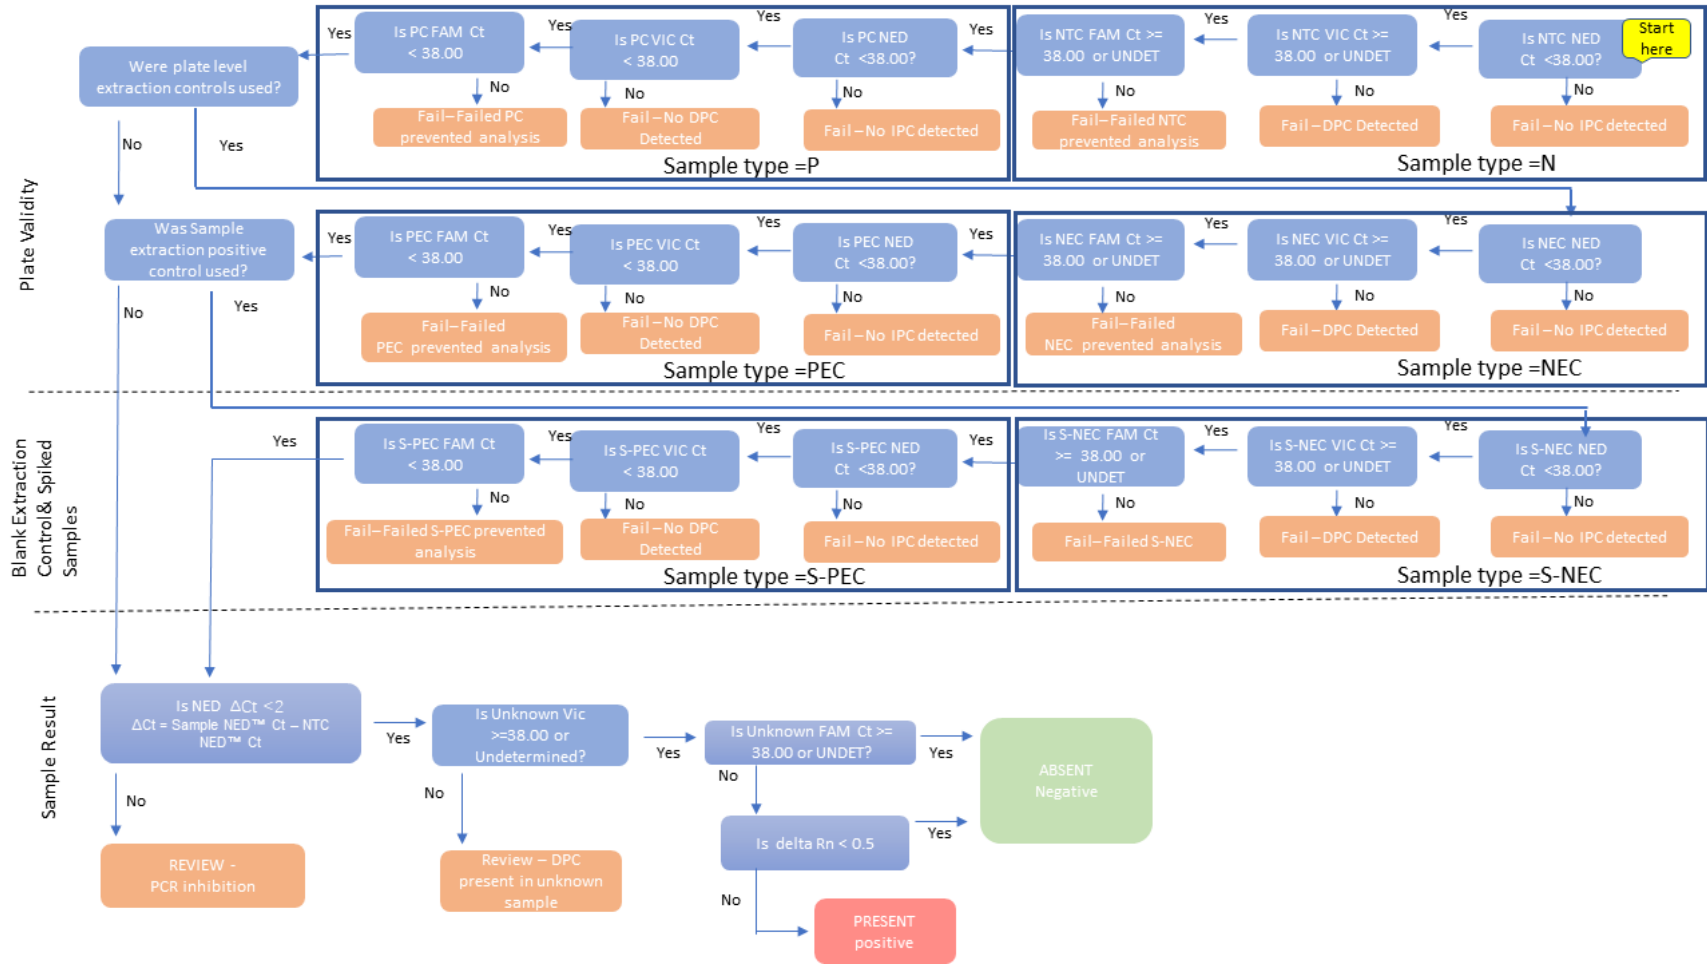 Yes
Is PC FAM Ct
< 38.00
Yes
Is PC VIC Ct
< 38.00
Yes
Is PC NED
Ct <38.00?
Yes
Is NTC FAM Ct >=
38.00 or UNDET
Yes
Is NTC VIC Ct >=
38.00 or UNDET
Yes
Is NTC NED
Ct <38.00?
Start
here
Were plate level
extraction controls used?
No
No
No
No
No
No
Fail–Failed PC
prevented analysis
Fail–No DPC
Detected
Fail–No IPC detected
Fail–Failed NTC
prevented analysis
Fail–DPC Detected
Fail–No IPC detected
No
Yes
Sample type =P
Sample type =N
Plate Validity
Was Sample
extraction positive
control used?
Yes
Is PEC FAM Ct
< 38.00
Yes
Is PEC VIC Ct
< 38.00
Yes
Is PEC NED
Ct <38.00?
Yes
Is NEC FAM Ct >=
38.00 or UNDET
Yes
Is NEC VIC Ct >=
38.00 or UNDET
Yes
Is NEC NED
Ct <38.00?
No
Yes
No
No
No
No
No
No
Fail–Failed
PEC prevented analysis
Fail–No DPC
Detected
Fail–No IPC detected
Fail–Failed
NEC prevented analysis
Fail–DPC Detected
Fail–No IPC detected
Sample type =PEC
Sample type =NEC
Blank Extraction
Control & Spiked
Samples
Yes
Is S-PEC FAM Ct
< 38.00
Yes
Is S-PEC VIC Ct
< 38.00
Yes
Is S-PEC NED
Ct <38.00?
Yes
Is S-NEC FAM Ct
>= 38.00 or
UNDET
Yes
Is S-NEC VIC Ct >=
38.00 or UNDET
Yes
Is S-NEC NED
Ct <38.00?
No
No
No
No
No
No
Fail–Failed S-PEC prevented
analysis
Fail–No DPC
Detected
Fail–No IPC detected
Fail–Failed S-NEC
Fail–DPC Detected
Fail–No IPC detected
Sample type =S-PEC
Sample type =S-NEC
Sample Result
Is NED ΔCt <2
ΔCt = Sample NED™ Ct – NTC
NED™ Ct
Yes
Is Unknown Vic
>=38.00 or
Undetermined?
Yes
Is Unknown FAM Ct >=
38.00 or UNDET?
Yes
ABSENT
Negative
No
No
No
Is delta Rn < 0.5
Yes
REVIEW -
PCR inhibition
Review – DPC
present in unknown
sample
No
PRESENT
positive